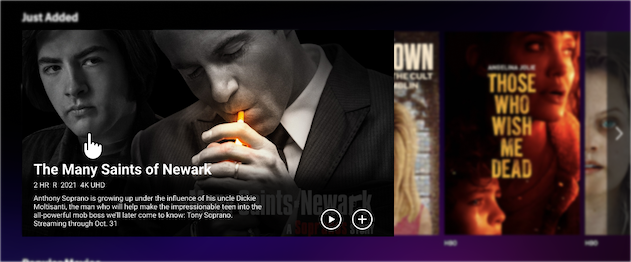 Just Added
OWN
THE CULT
ANGELINA JOLIE
THOSE
WHO
WISH
ME
DEAD
The Many Saints of Newark
2 HR R 2021 4K UHD
Anthony Soprano is growing up under the influence of his uncle Dickie
Moltisanti, the man who will help make the impressionable teen into the
all-powerful mob boss we'll later come to know: Tony Soprano.
Streaming through Oct. 31
Saints Newark
HBO
HBO